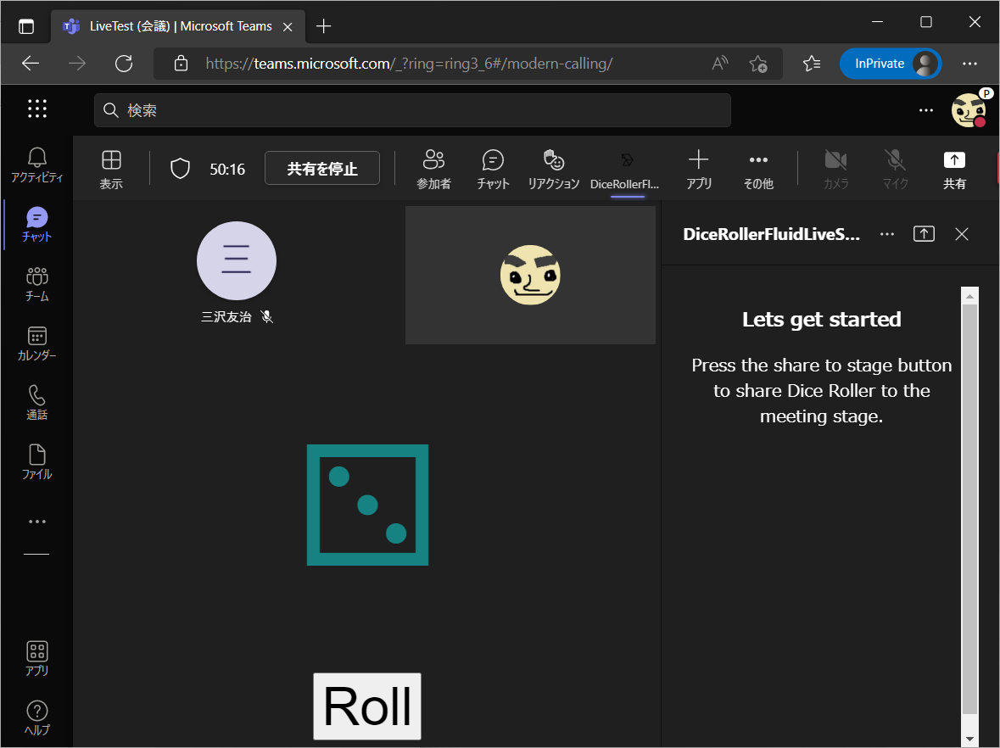 LiveTest (会議) | Microsoft Teams
https://teams.microsoft.com/_?ring=ring3_6#/modern-calling/
InPrivate
検索
P
アクティビティ
チャット
チーム
カレンダー
通話
ファイル
アプリ
ヘルプ
表示
50:16
共有を停止
参加者
チャット
リアクション
DiceRollerFl...
アプリ
その他
カメラ
マイク
共有
三
三沢友治
Roll
DiceRollerFluidLiveS...
Lets get started
Press the share to stage button
to share Dice Roller to the
meeting stage.